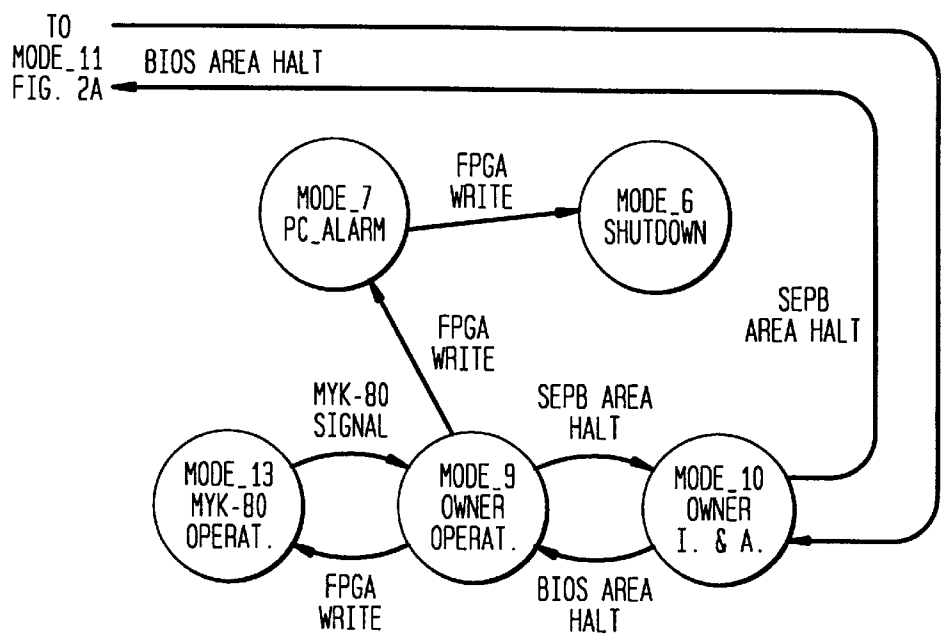 TO
MODE_11
FIG. 2A
BIOS AREA HALT
MODE_7
PC_ALARM
FPGA
WRITE
MODE_6
SHUTDOWN
SEPB
AREA HALT
FPGA
WRITE
MYK-80
SIGNAL
SEPB AREA
HALT
MODE_13
MYK-80
OPERAT.
MODE_9
OWNER
OPERAT.
MODE_10
OWNER
I. & A.
FPGA
WRITE
BIOS AREA
HALT